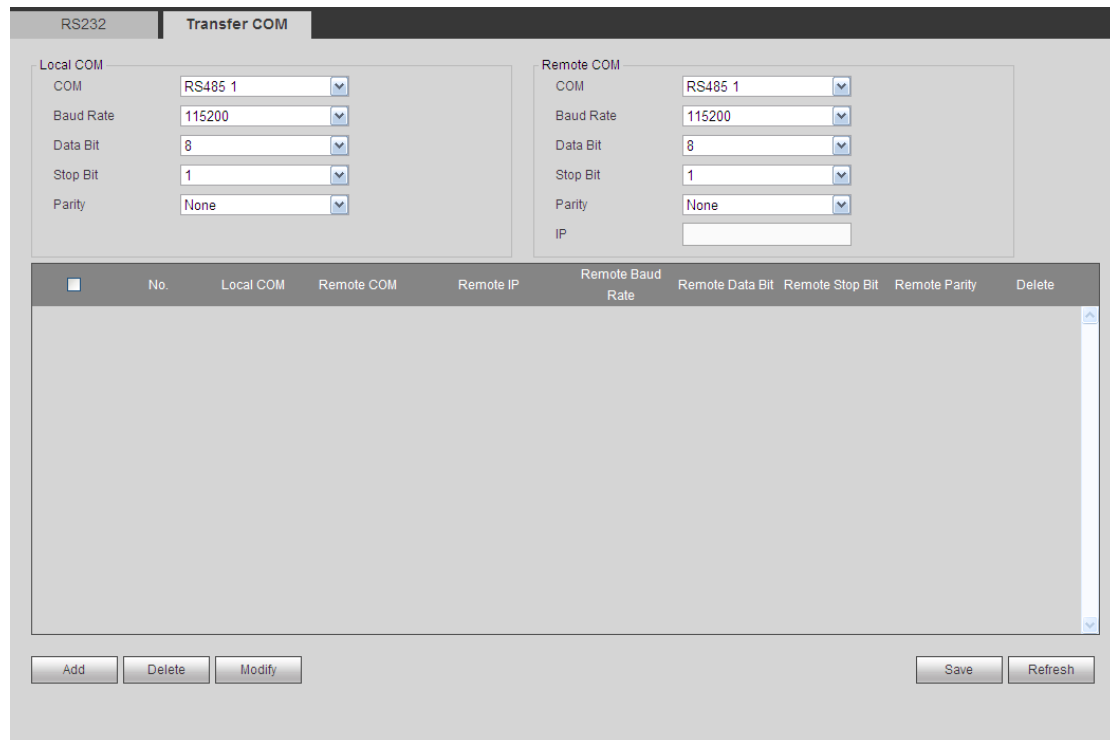 RS232 Transfer COM
Local COM Remote COM
COM RS485 1 COM RS485 1
Baud Rate 115200 Baud Rate 115200
Data Bit 8 Data Bit 8
Stop Bit 1 Stop Bit 1
Parity None Parity None
IP
No. Local COM Remote COM Remote IP Remote Baud Rate Remote Data Bit Remote Stop Bit Remote Parity Delete
Add Delete Modify Save Refresh